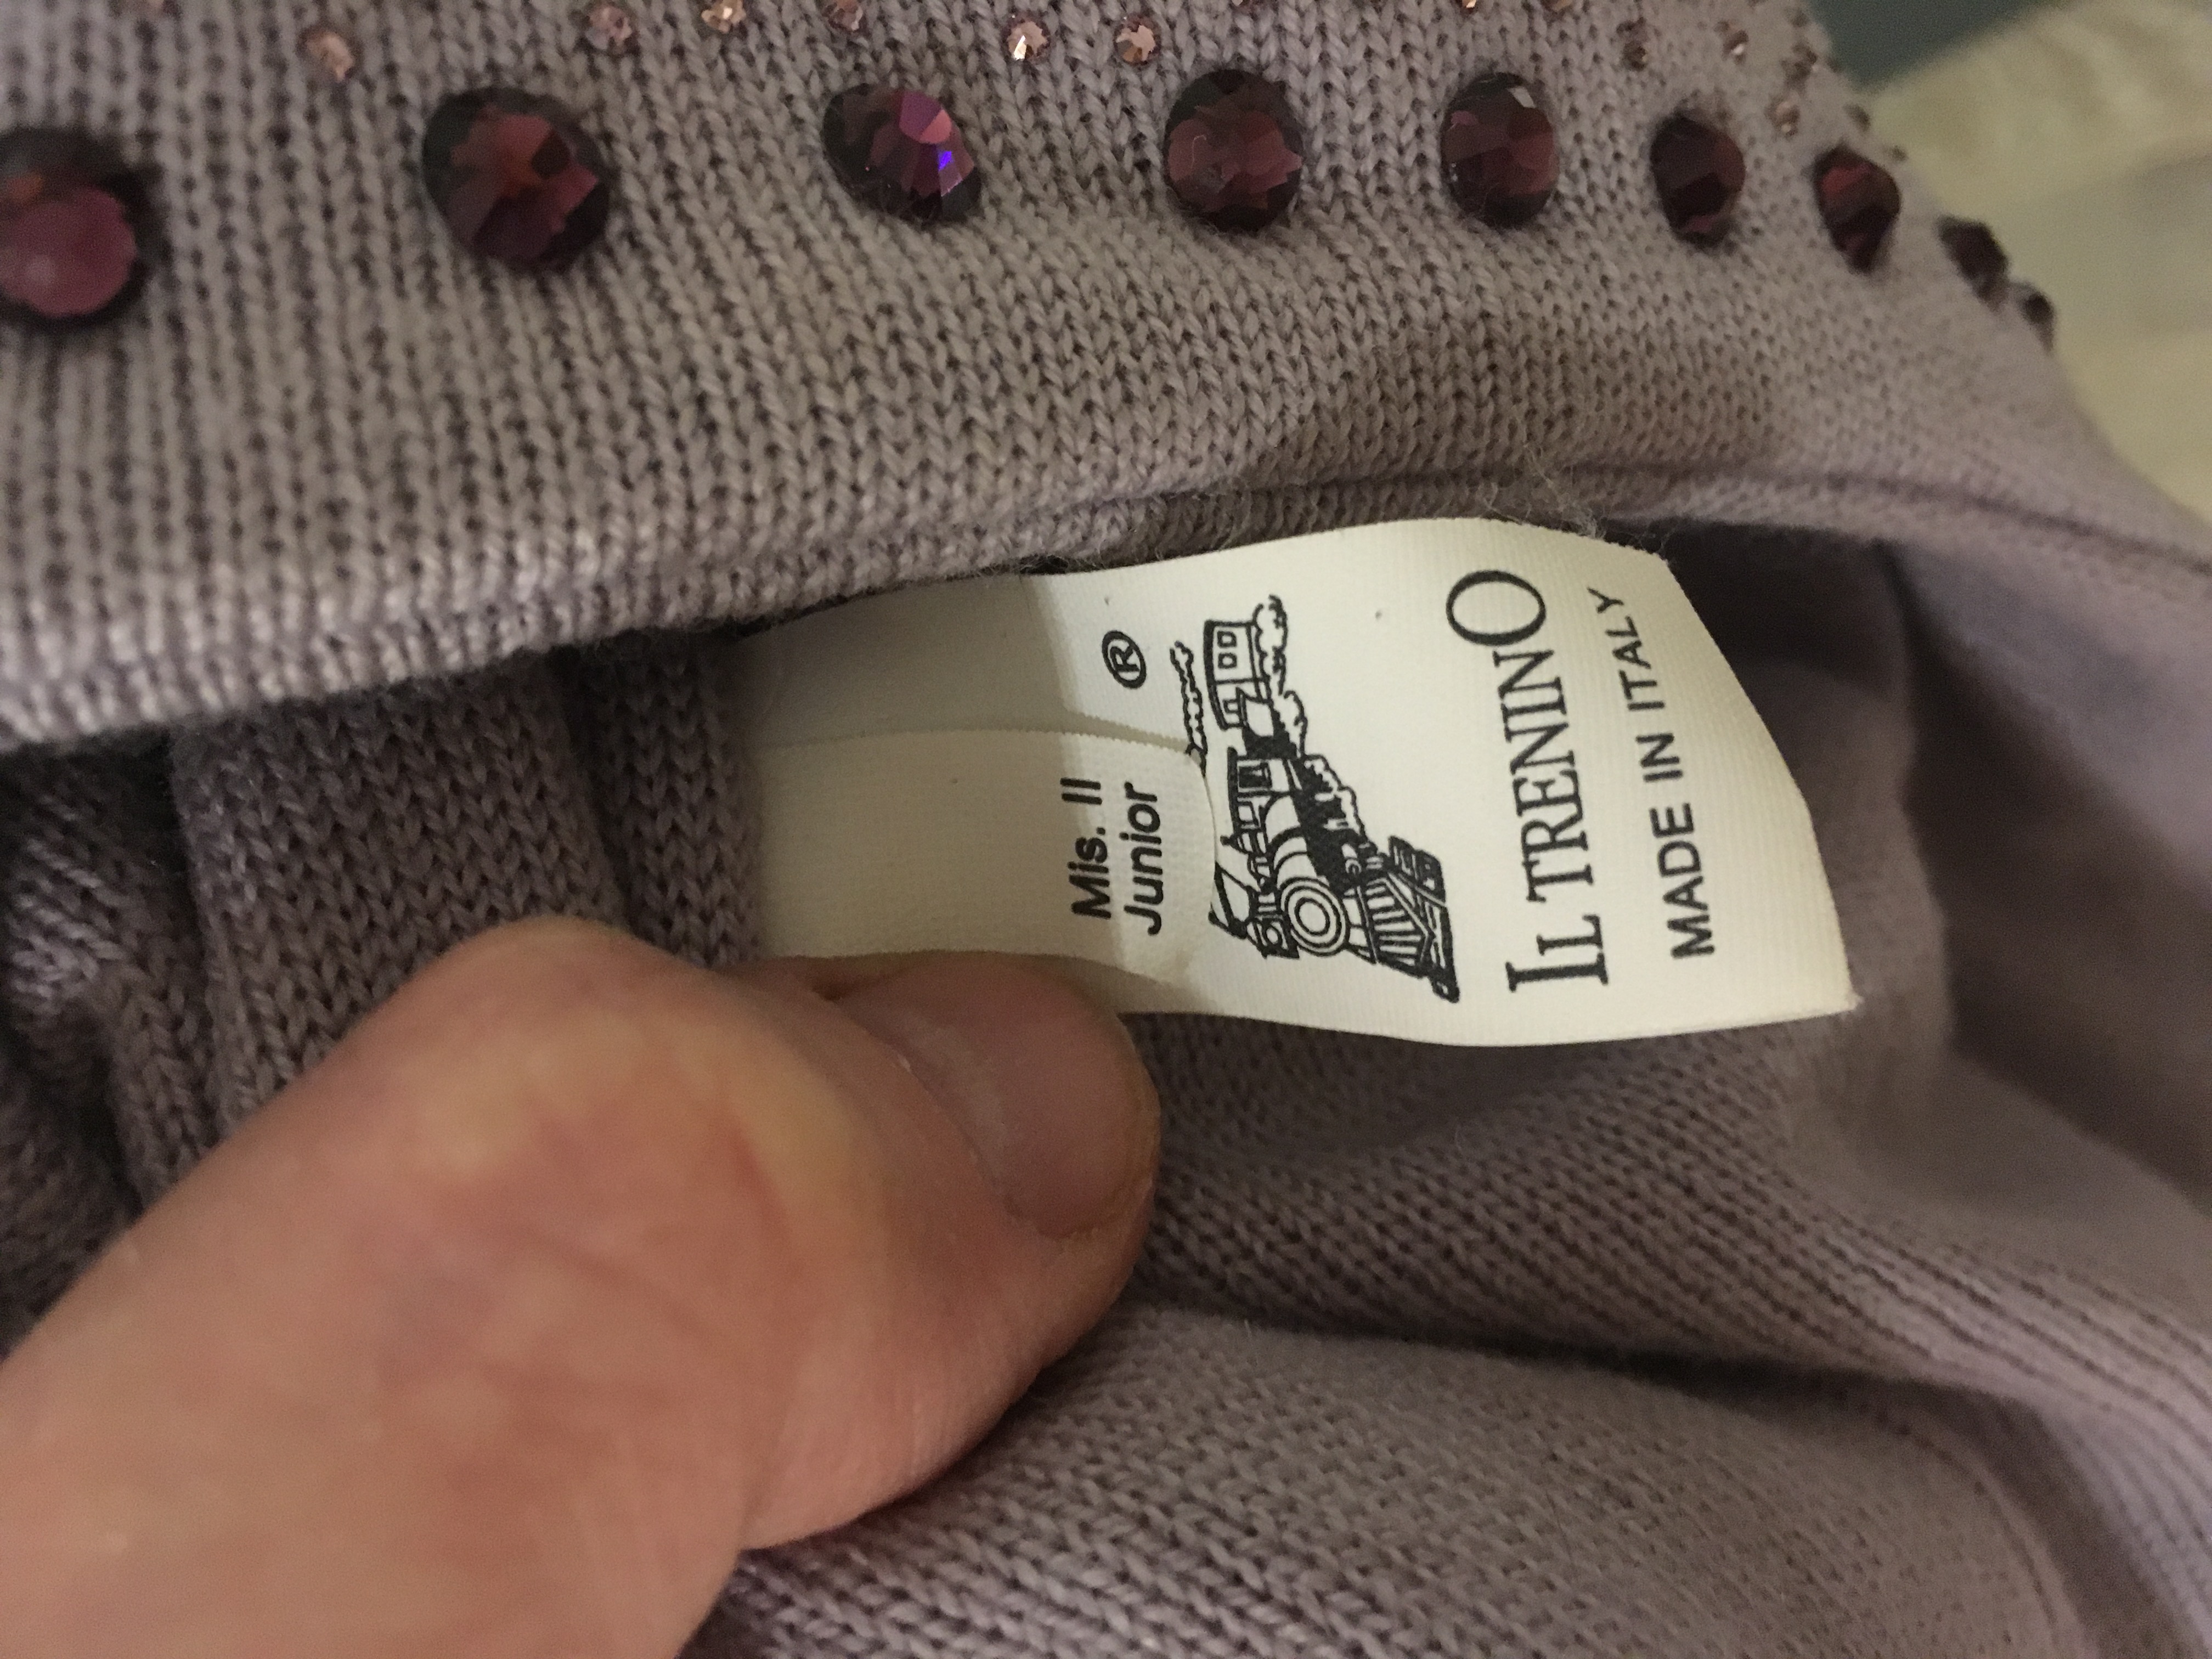 ®
Mis. II
Junior
IL TRENINO
MADE IN ITALY